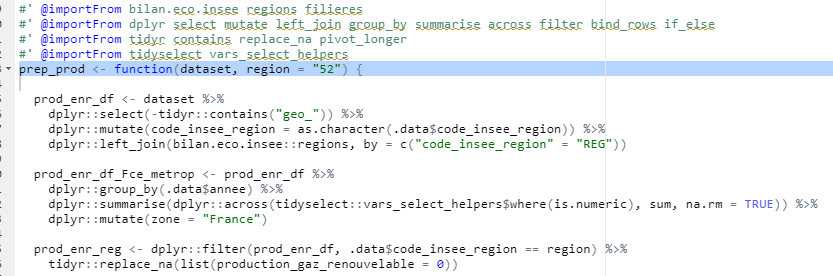 #' @importFrom bilan.eco.insee regions filieres
#' @importFrom dplyr select mutate left_join group_by summarise across filter bind_rows if_else
#' @importFrom tidyr contains replace_na pivot_longer
#' @importFrom tidyselect vars_select_helpers
prep_prod <- function(dataset, region = "52") {
  prod_enr_df <- dataset %>%
    dplyr::select(-tidyr::contains("geo_")) %>%
    dplyr::mutate(code_insee_region = as.character(.data$code_insee_region)) %>%
    dplyr::left_join(bilan.eco.insee::regions, by = c("code_insee_region" = "REG"))
  prod_enr_df_Fce_metrop <- prod_enr_df %>%
    dplyr::group_by(.data$annee) %>%
    dplyr::summarise(dplyr::across(tidyselect::vars_select_helpers$where(is.numeric), sum, na.rm = TRUE)) %>%
    dplyr::mutate(zone = "France")
  prod_enr_reg <- dplyr::filter(prod_enr_df, .data$code_insee_region == region) %>%
    tidyr::replace_na(list(production_gaz_renouvelable = 0))